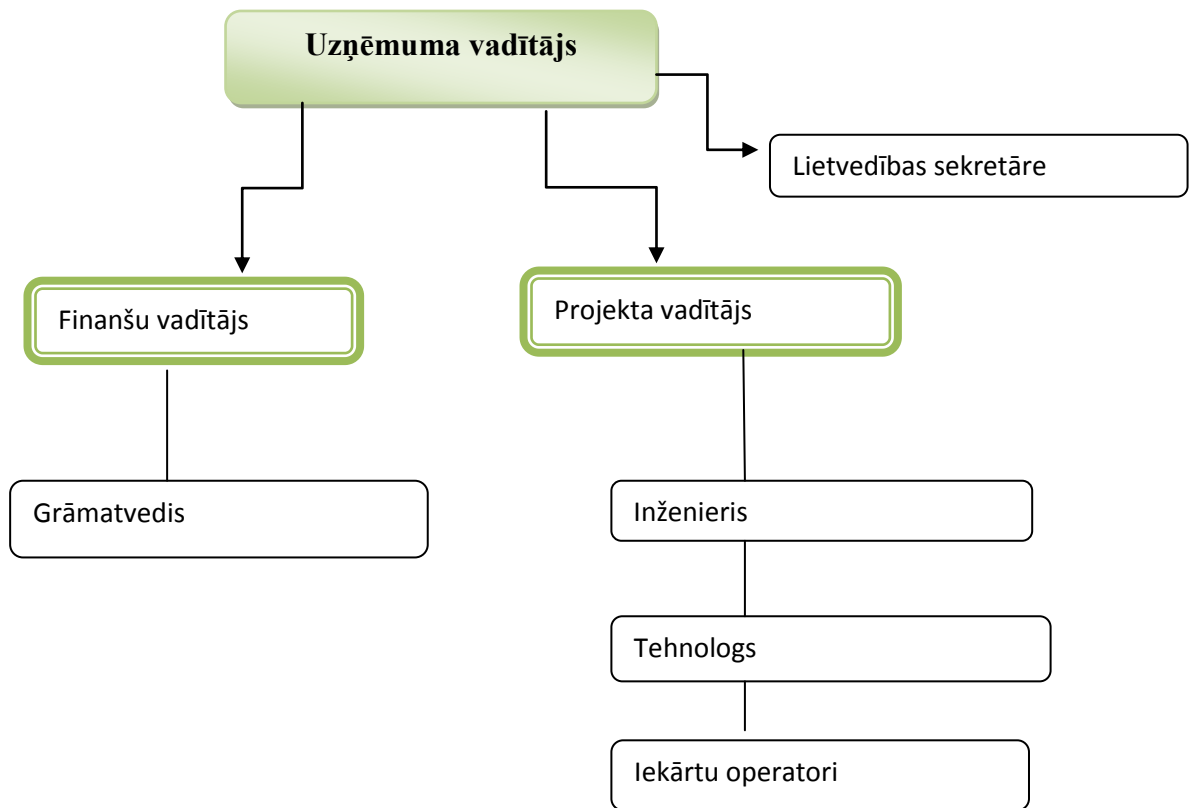 Uzņēmuma vadītājs
Lietvedības sekretāre
Finanšu vadītājs
Projekta vadītājs
Grāmatvedis
Inženieris
Tehnologs
Iekārtu operatori